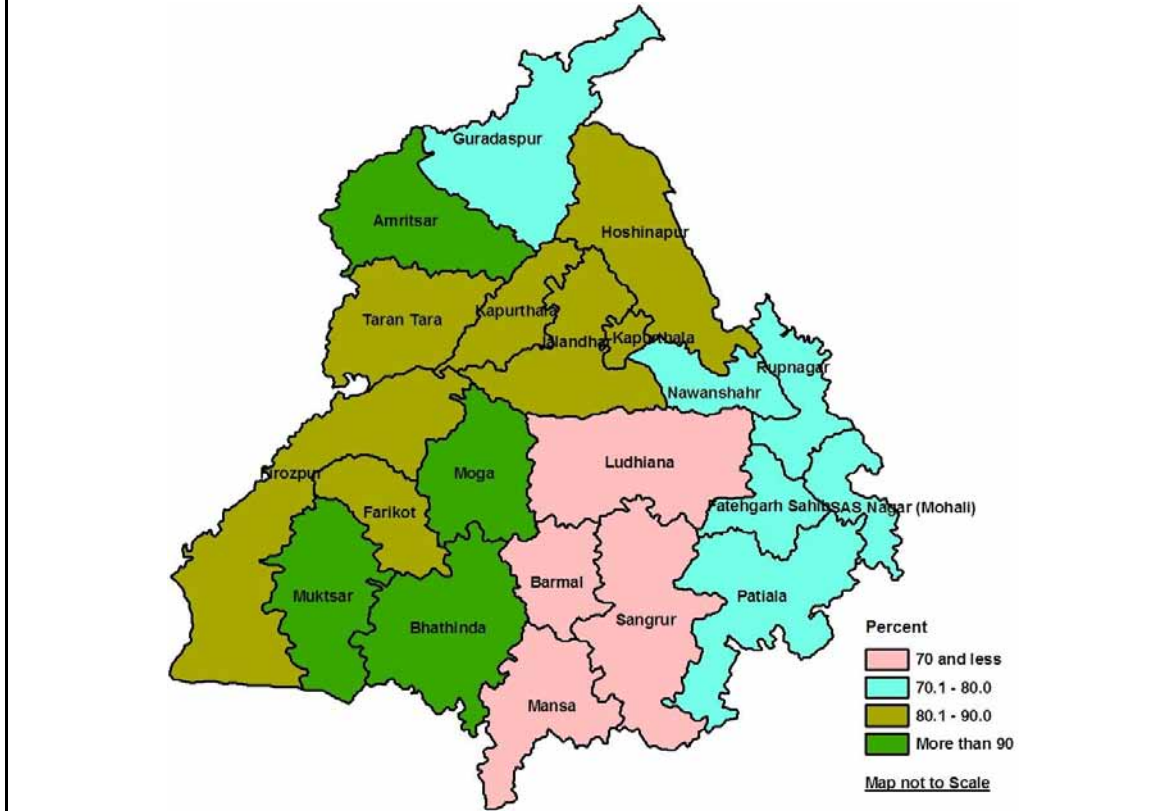 Guradaspur
Amritsar
Hoshinapur
Kapurthala
Taran Tara
Jalandhar
Kapurthala
Rupnagar
Nawanshahr
Ludhiana
Moga
Firozpur
Farikot
Fatehgarh Sahib
SAS Nagar (Mohali)
Barmal
Muktsar
Patiala
Sangrur
Bhathinda
Mansa
Percent
70 and less
70.1 - 80.0
80.1 - 90.0
More than 90
Map not to Scale